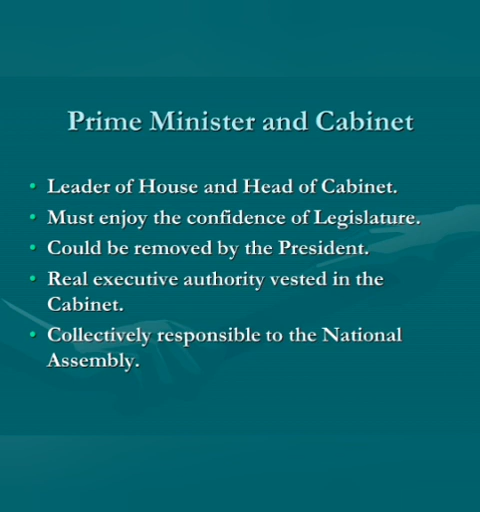 Prime Minister and Cabinet
• Leader of House and Head of Cabinet.
• Must enjoy the confidence of Legislature.
• Could be removed by the President.
• Real executive authority vested in the
Cabinet.
• Collectively responsible to the National
Assembly.